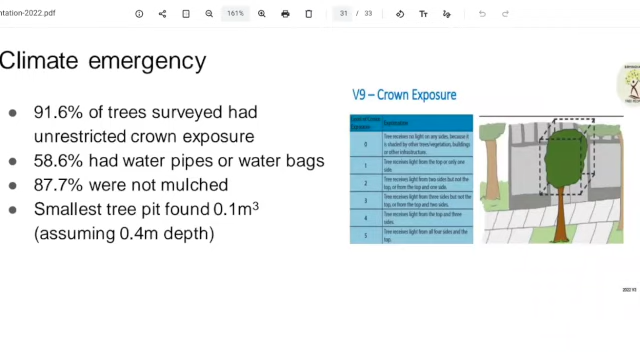 ntation-2022.pdf
161%
31 / 33
Climate emergency
• 91.6% of trees surveyed had
unrestricted crown exposure
• 58.6% had water pipes or water bags
• 87.7% were not mulched
• Smallest tree pit found 0.1m³
(assuming 0.4m depth)
V9 – Crown Exposure
0
Tree receives no light on any sides, because it
is shaded by other trees/vegetation, buildings
or other infrastructure.
1
Tree receives light from the top or only one
side.
2
Tree receives light from two sides but not the
top, or from the top and one side.
3
Tree receives light from three sides but not the
top, or from the top and two sides.
4
Tree receives light from the top and three
sides.
5
Tree receives light from all four sides and the
top.